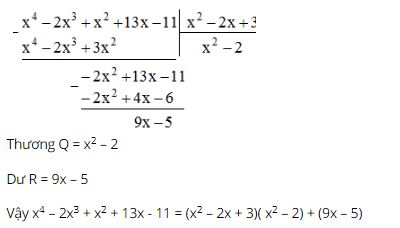 x⁴ – 2x³ + x² + 13x – 11 | x² – 2x + 3
x⁴ – 2x³ + 3x² | x² – 2
– 2x² + 13x – 11
– 2x² + 4x – 6
9x – 5
Thương Q = x² – 2
Dư R = 9x – 5
Vậy x⁴ – 2x³ + x² + 13x - 11 = (x² – 2x + 3)( x² – 2) + (9x – 5)